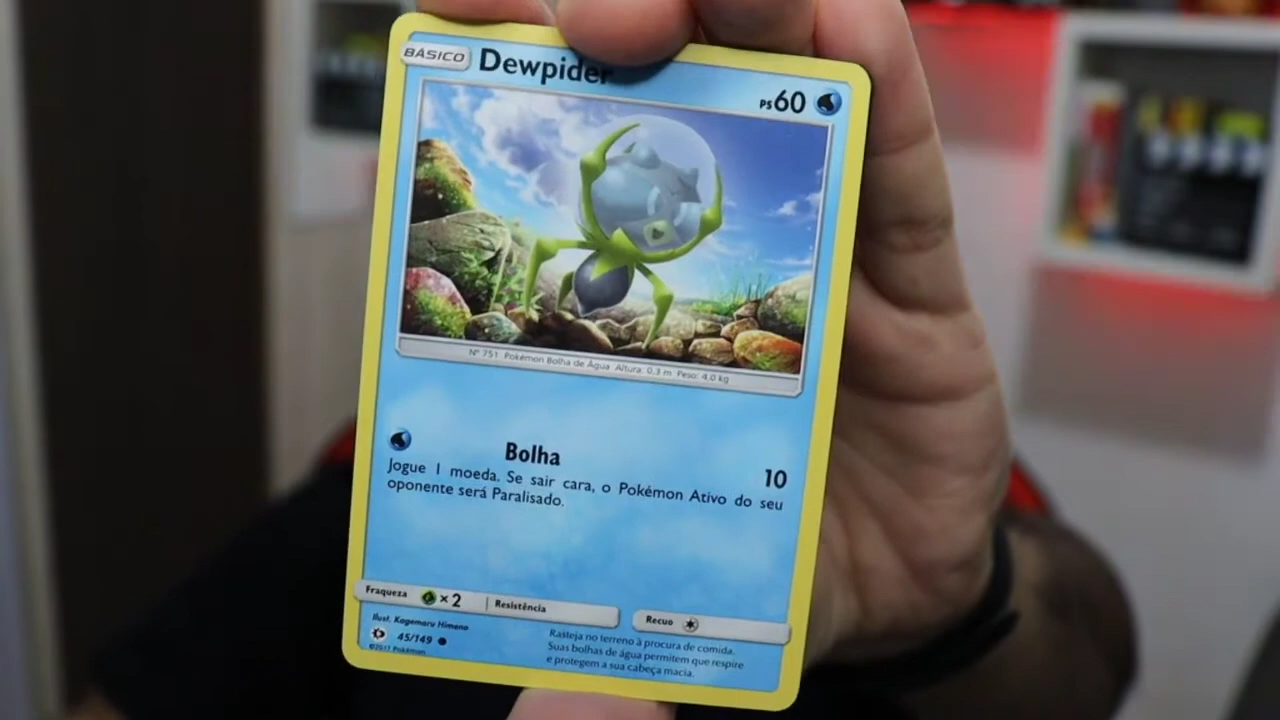 BÁSICO Dewpider PS60
Nº 751 Pokémon Bolha de Água Altura: 0,3 m Peso: 4,0 kg
Bolha 10
Jogue 1 moeda. Se sair cara, o Pokémon Ativo do seu
oponente será Paralisado.
Fraqueza ×2 Resistência Recuo
Ilust. Kagemaru Himeno
45/149
©2017 Pokémon
Rasteja no terreno à procura de comida.
Suas bolhas de água permitem que respire
e protegem a sua cabeça macia.